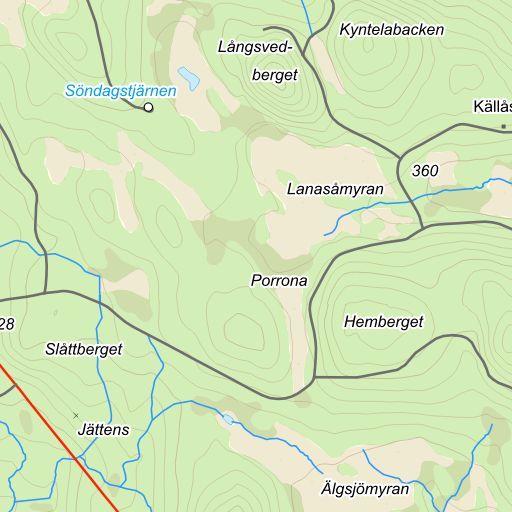 Kyntelabacken
Långsved-
berget
Söndagstjärnen
Källås
360
Lanasåmyran
Porrona
28
Hemberget
Slåttberget
Jättens
Älgsjömyran